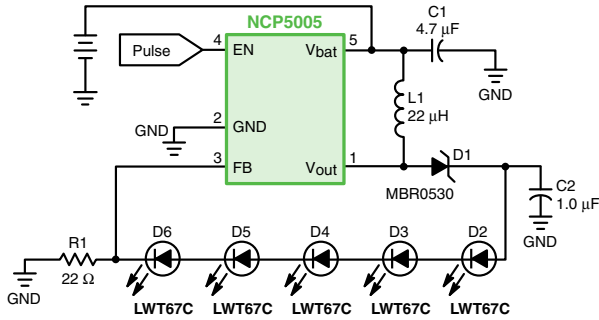 NCP5005
C1
4.7 μF
Pulse
4
EN
Vbat
5
GND
L1
22 μH
2
GND
GND
3
FB
Vout
1
D1
MBR0530
C2
1.0 μF
GND
R1
22 Ω
GND
D6
D5
D4
D3
D2
LWT67C
LWT67C
LWT67C
LWT67C
LWT67C